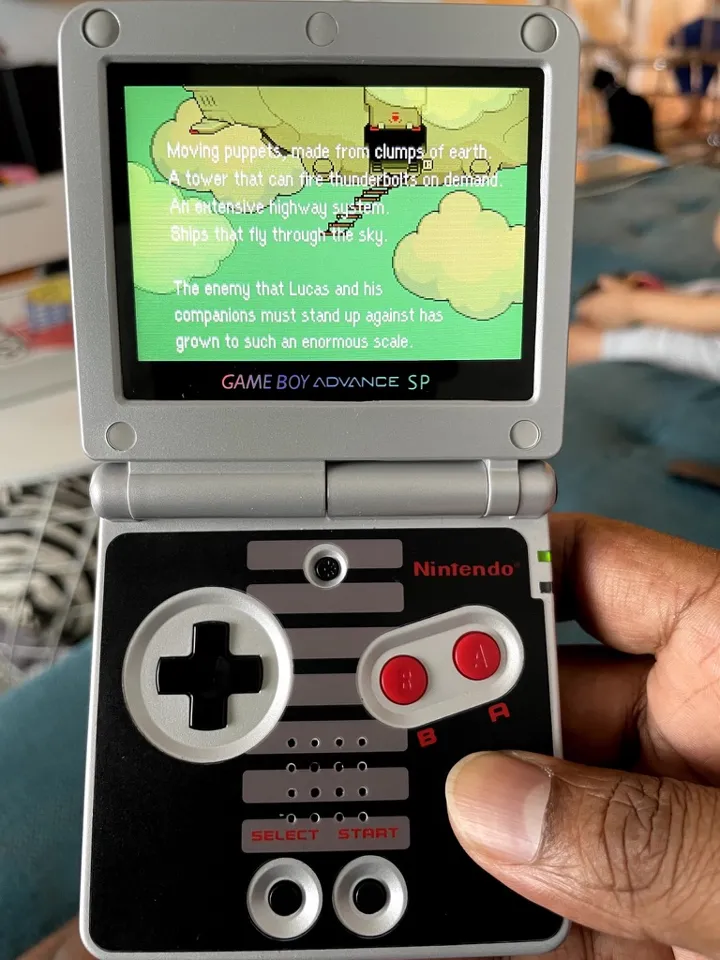 Moving puppets, made from clumps of earth.
A tower that can fire thunderbolts on demand.
An extensive highway system.
Ships that fly through the sky.
The enemy that Lucas and his
companions must stand up against has
grown to such an enormous scale.
GAME BOY ADVANCE SP
Nintendo®
B A
B A
SELECT START